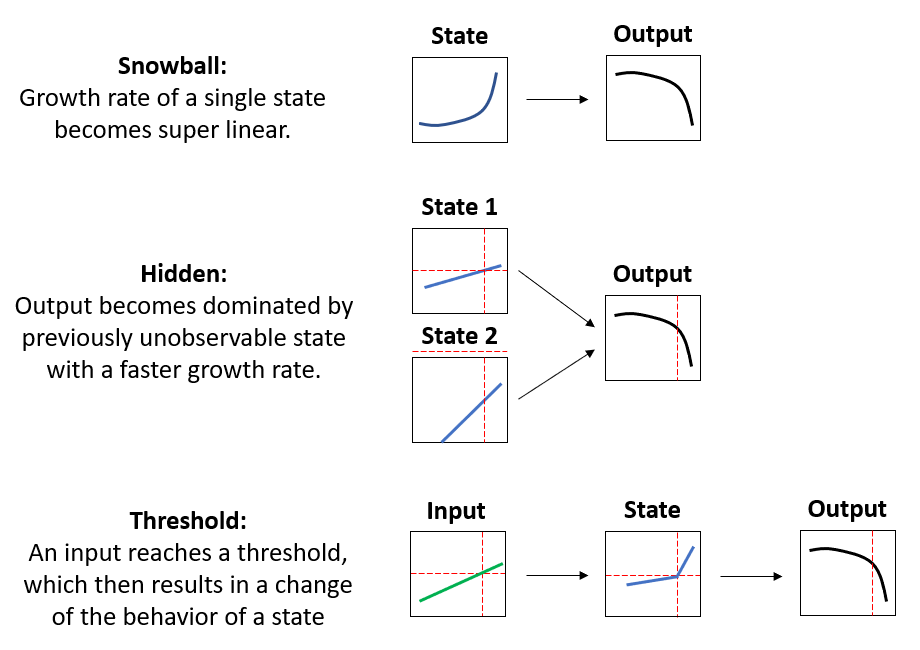 Snowball:
Growth rate of a single state
becomes super linear.
State
Output
Hidden:
Output becomes dominated by
previously unobservable state
with a faster growth rate.
State 1
State 2
Output
Threshold:
An input reaches a threshold,
which then results in a change
of the behavior of a state
Input
State
Output